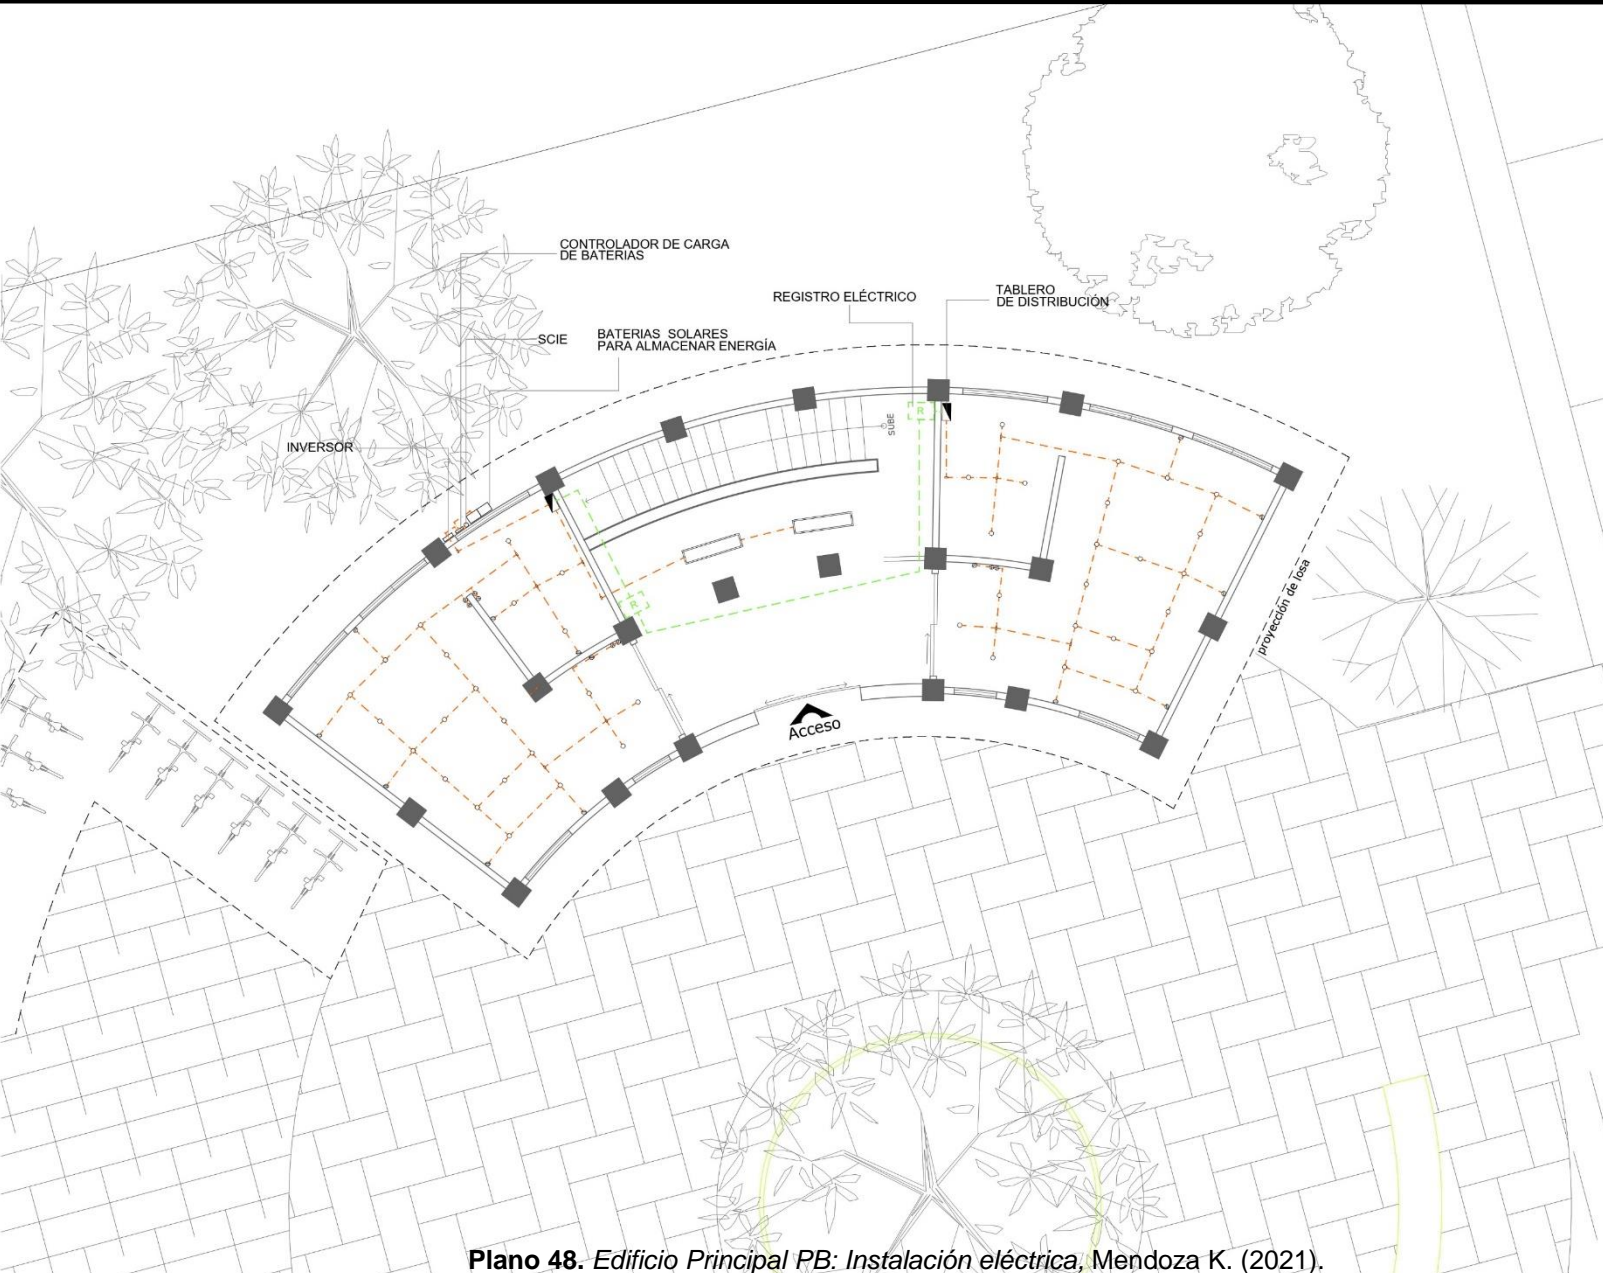 CONTROLADOR DE CARGA
DE BATERIAS
REGISTRO ELÉCTRICO
TABLERO
DE DISTRIBUCIÓN
SCIE
BATERIAS SOLARES
PARA ALMACENAR ENERGÍA
INVERSOR
R
SUBE
R
proyección de losa
Acceso
Plano 48. Edificio Principal PB: Instalación eléctrica, Mendoza K. (2021).